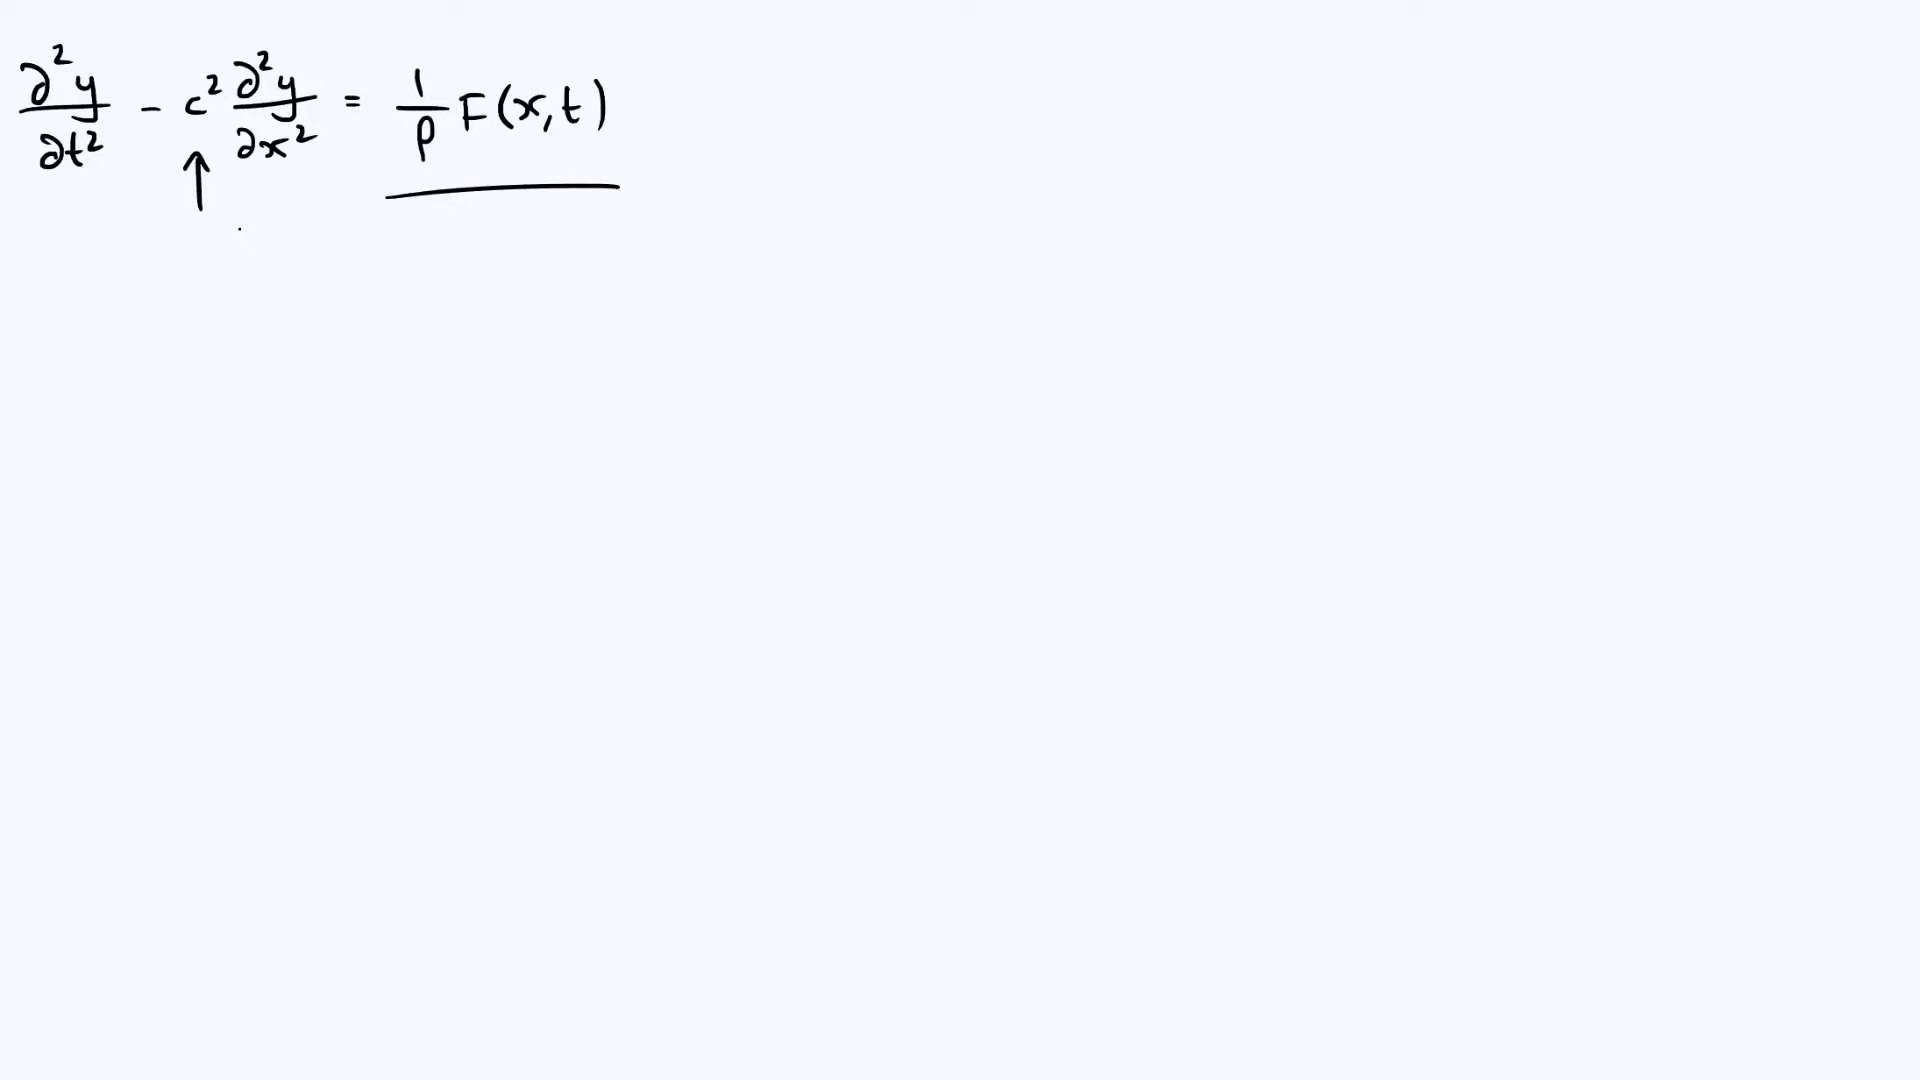 ∂²y/∂t² - c² ∂²y/∂x² = 1/ρ F(x,t)
↑